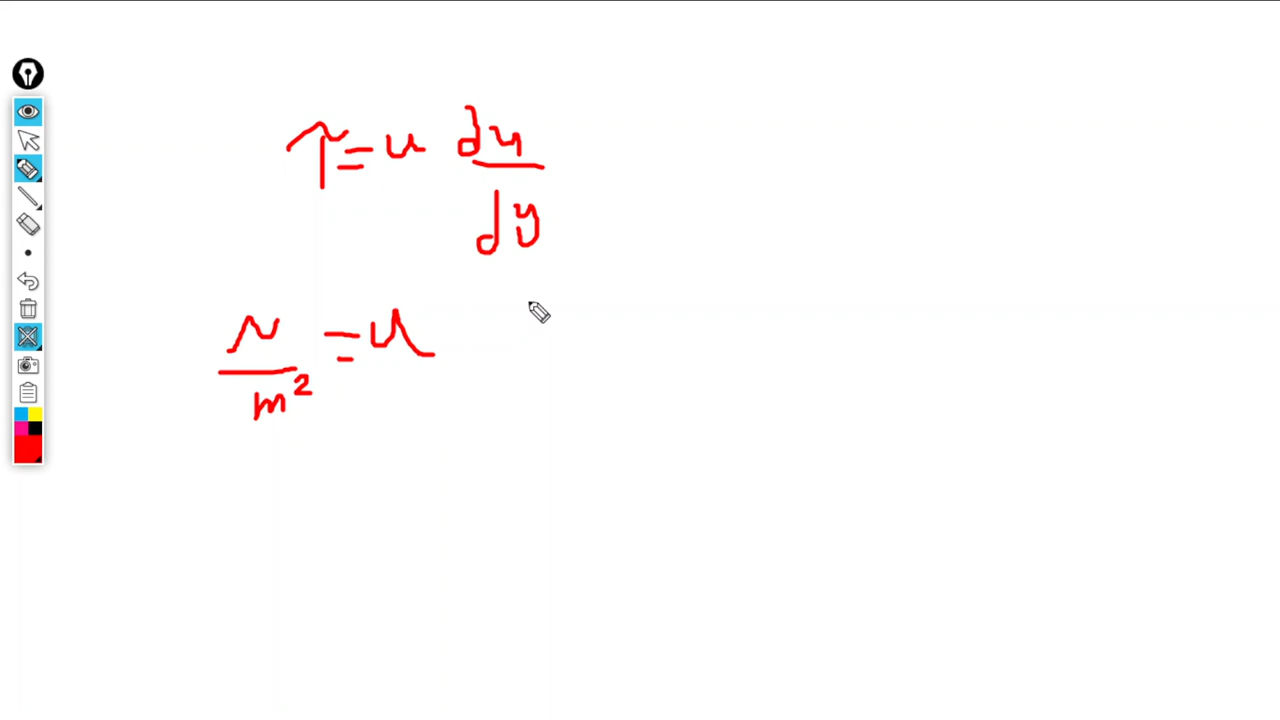 τ = u du/dy
N/m² = u